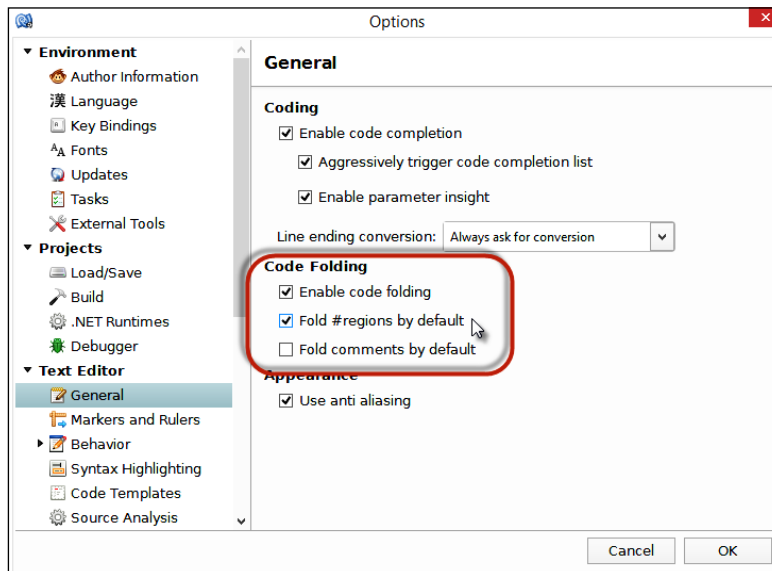 Options
Environment
Author Information
漢 Language
Key Bindings
AA Fonts
Updates
Tasks
External Tools
Projects
Load/Save
Build
.NET Runtimes
Debugger
Text Editor
General
Markers and Rulers
Behavior
Syntax Highlighting
Code Templates
Source Analysis
General
Coding
Enable code completion
Aggressively trigger code completion list
Enable parameter insight
Line ending conversion: Always ask for conversion
Code Folding
Enable code folding
Fold #regions by default
Fold comments by default
Appearance
Use anti aliasing
Cancel
OK